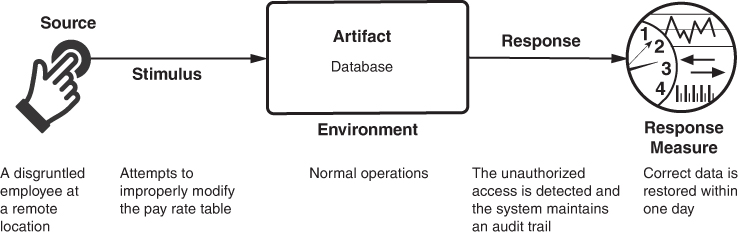 Source
Stimulus
Artifact
Database
Environment
Response
1
2
3
4
Response
Measure
A disgruntled
employee at
a remote
location
Attempts to
improperly modify
the pay rate table
Normal operations
The unauthorized
access is detected and
the system maintains
an audit trail
Correct data is
restored within
one day